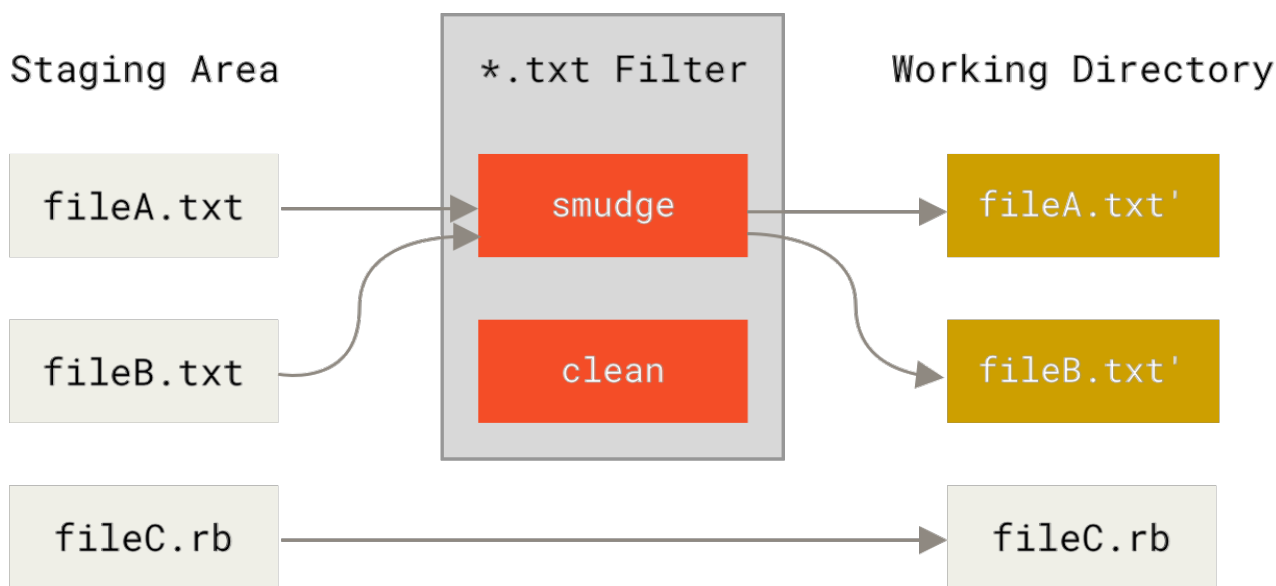 Staging Area
*.txt Filter
Working Directory
fileA.txt
smudge
fileA.txt'
fileB.txt
clean
fileB.txt'
fileC.rb
fileC.rb